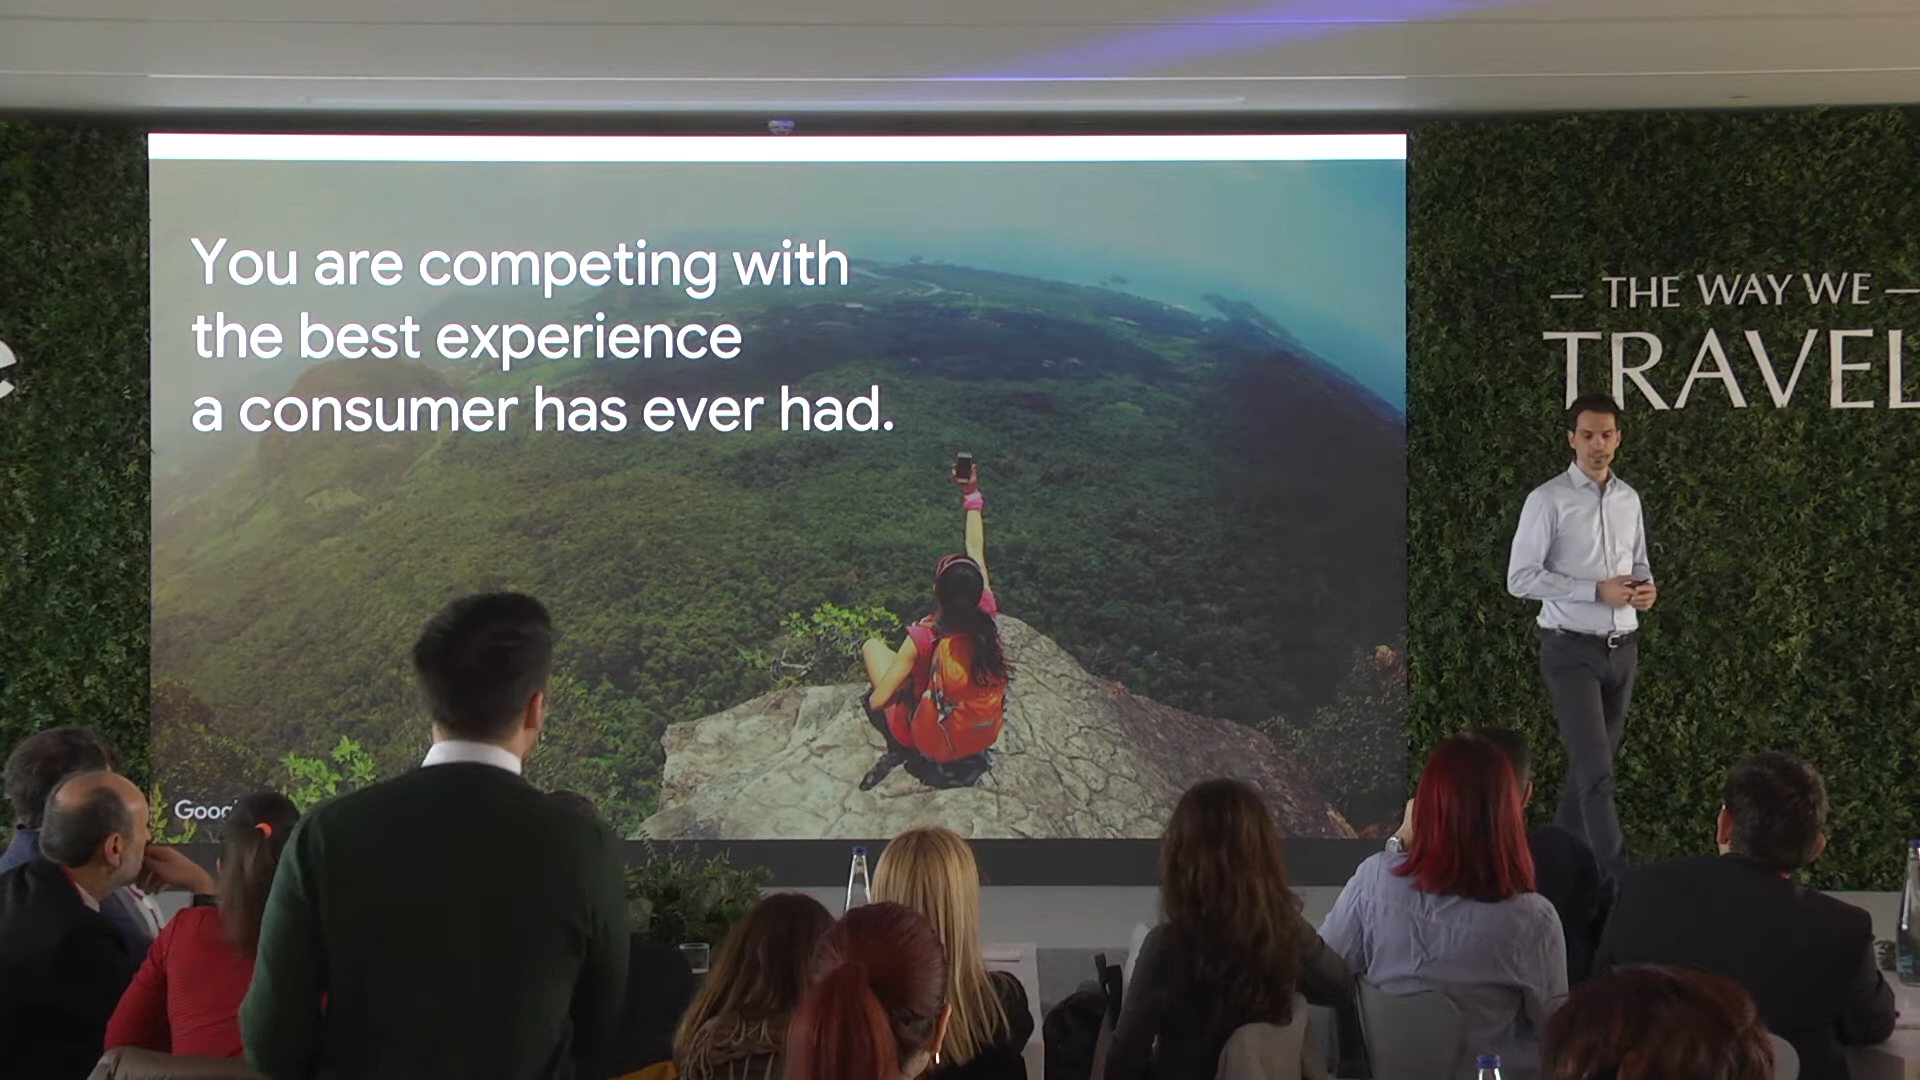 You are competing with
the best experience
a consumer has ever had.
– THE WAY WE –
TRAVEL